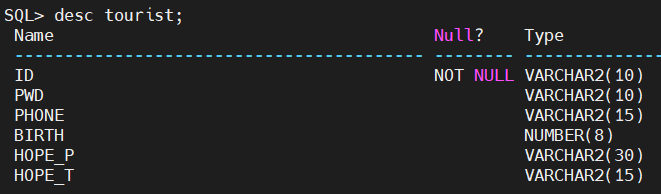 SQL> desc tourist;
Name Null? Type
----------------------------------------- -------- --------------
ID NOT NULL VARCHAR2(10)
PWD VARCHAR2(10)
PHONE VARCHAR2(15)
BIRTH NUMBER(8)
HOPE_P VARCHAR2(30)
HOPE_T VARCHAR2(15)